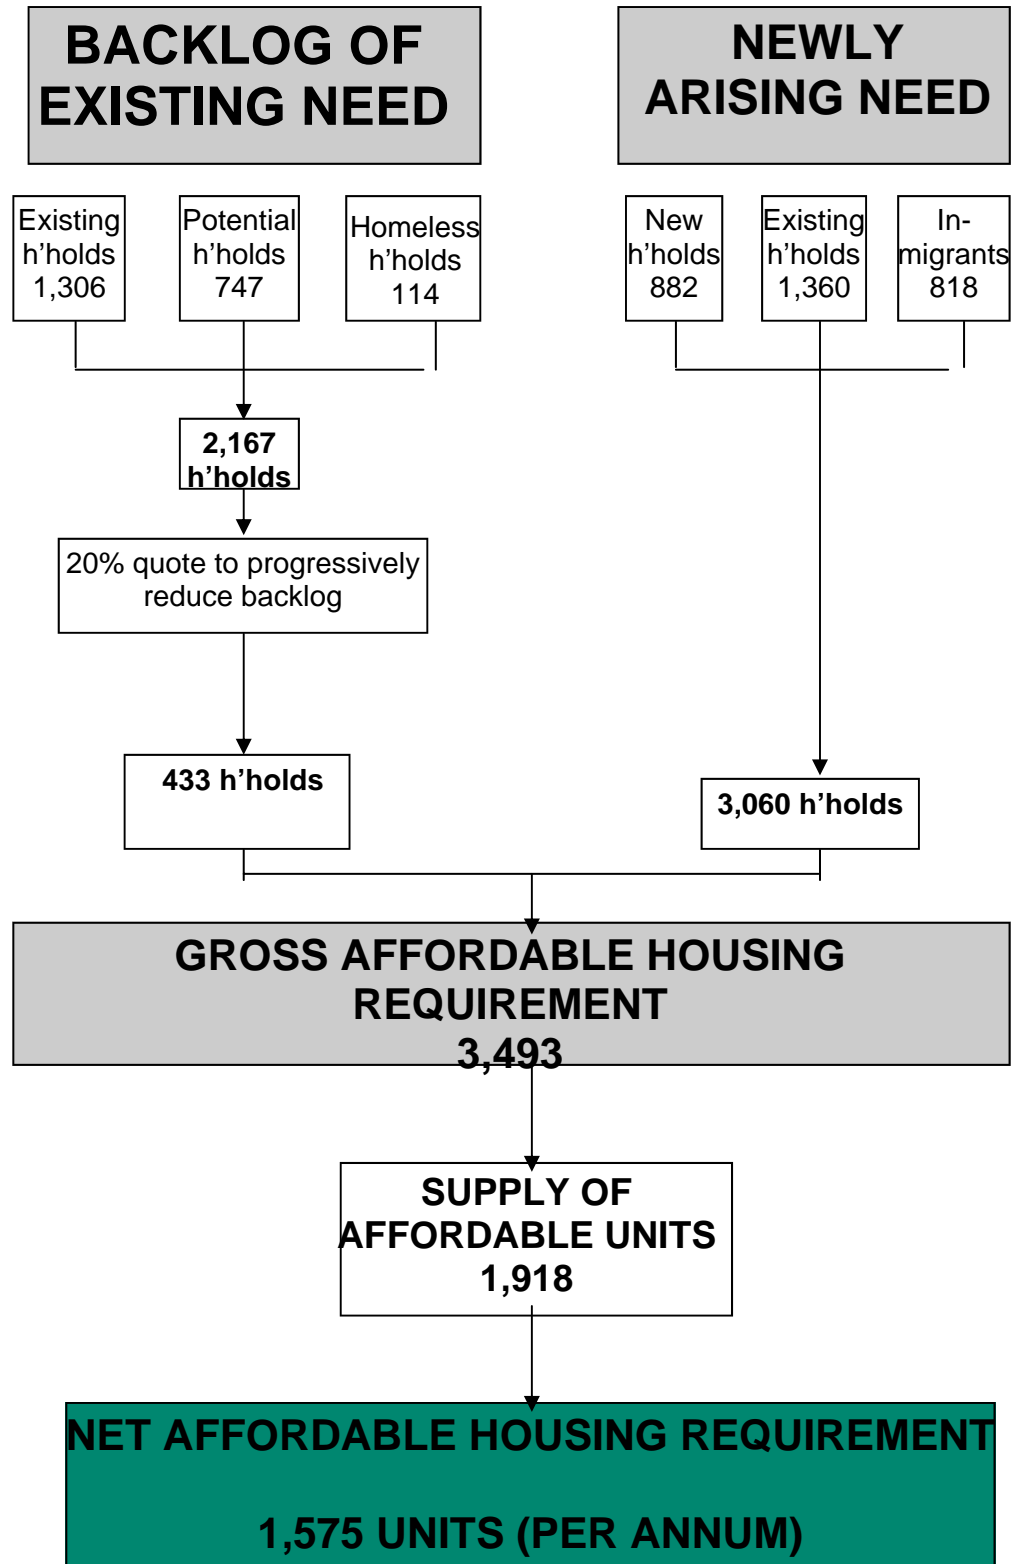 BACKLOG OF
EXISTING NEED
NEWLY
ARISING NEED
Existing
h’holds
1,306
Potential
h’holds
747
Homeless
h’holds
114
New
h’holds
882
Existing
h’holds
1,360
In-
migrants
818
2,167
h’holds
20% quote to progressively
reduce backlog
433 h’holds
3,060 h’holds
GROSS AFFORDABLE HOUSING
REQUIREMENT
3,493
SUPPLY OF
AFFORDABLE UNITS
1,918
NET AFFORDABLE HOUSING REQUIREMENT
1,575 UNITS (PER ANNUM)